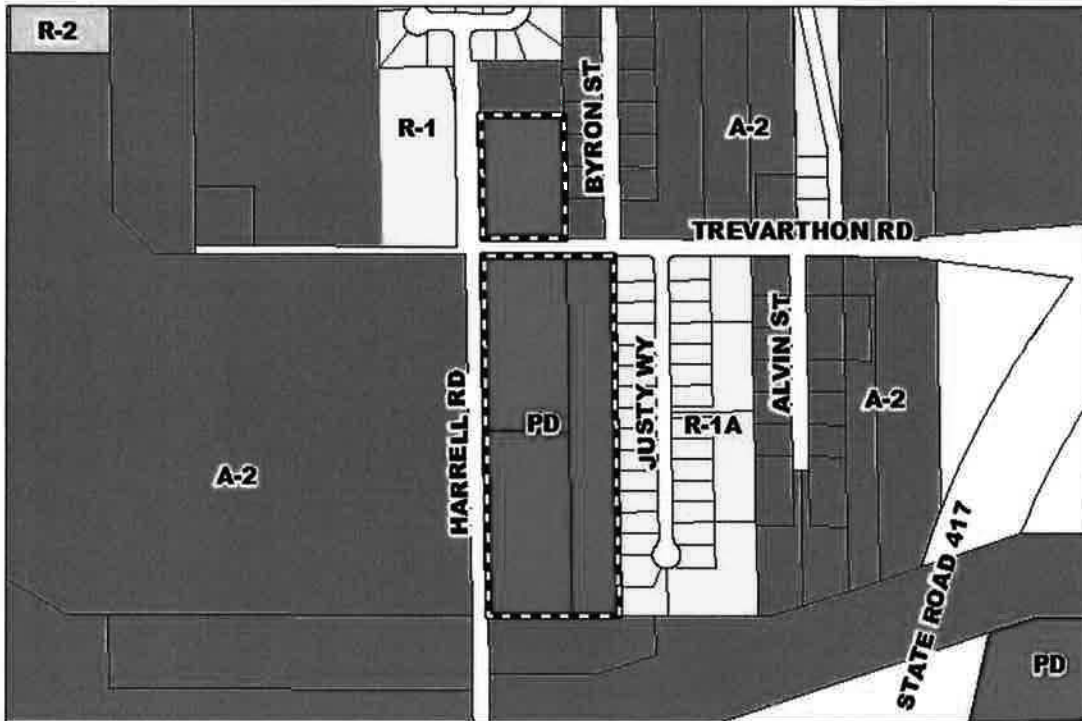 R-2
BYRON ST
R-1
A-2
TREVARTHON RD
HARRELL RD
JUSTY WY
ALVIN ST
A-2
PD
R-1A
A-2
STATE ROAD 417
PD